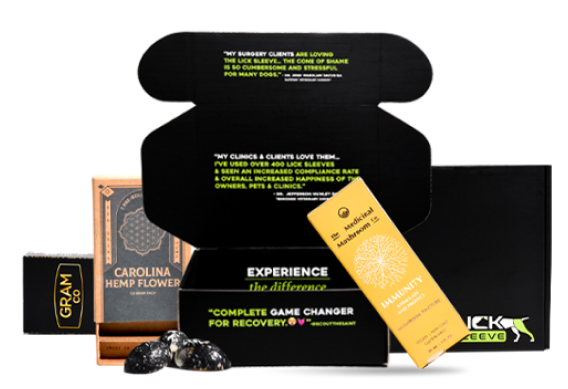 "MY SURGERY CLIENTS ARE LOVING
THE LICK SLEEVE... THE CONE OF SHAME
IS SO CUMBERSOME AND STRESSFUL
FOR MANY DOGS."
"MY CLINICS & CLIENTS LOVE THEM...
I'VE USED OVER 400 LICK SLEEVES
& SEEN AN INCREASED COMPLIANCE RATE
& OVERALL INCREASED HAPPINESS OF
OWNERS, PETS & CLINICS."
EXPERIENCE
the difference
"COMPLETE GAME CHANGER
FOR RECOVERY.😍💓"
GRAM
CO
CAROLINA
HEMP FLOWER
The
Medicinal
Mushroom Co.
IMMUNITY
LICK
SLEEVE